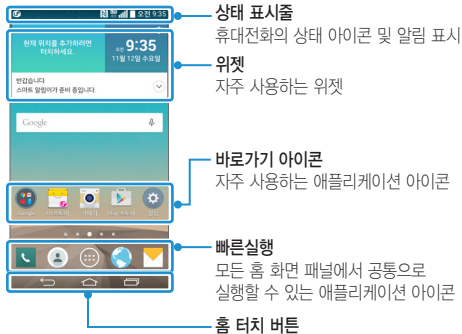 오전 9:35
상태 표시줄
휴대전화의 상태 아이콘 및 알림 표시
현재 위치를 추가하려면
터치하세요.
오전 9:35
11월 12일 수요일
위젯
자주 사용하는 위젯
반갑습니다.
스마트 알림이가 준비 중입니다.
Google
바로가기 아이콘
자주 사용하는 애플리케이션 아이콘
Google
설정
빠른실행
모든 홈 화면 패널에서 공통으로
실행할 수 있는 애플리케이션 아이콘
홈 터치 버튼